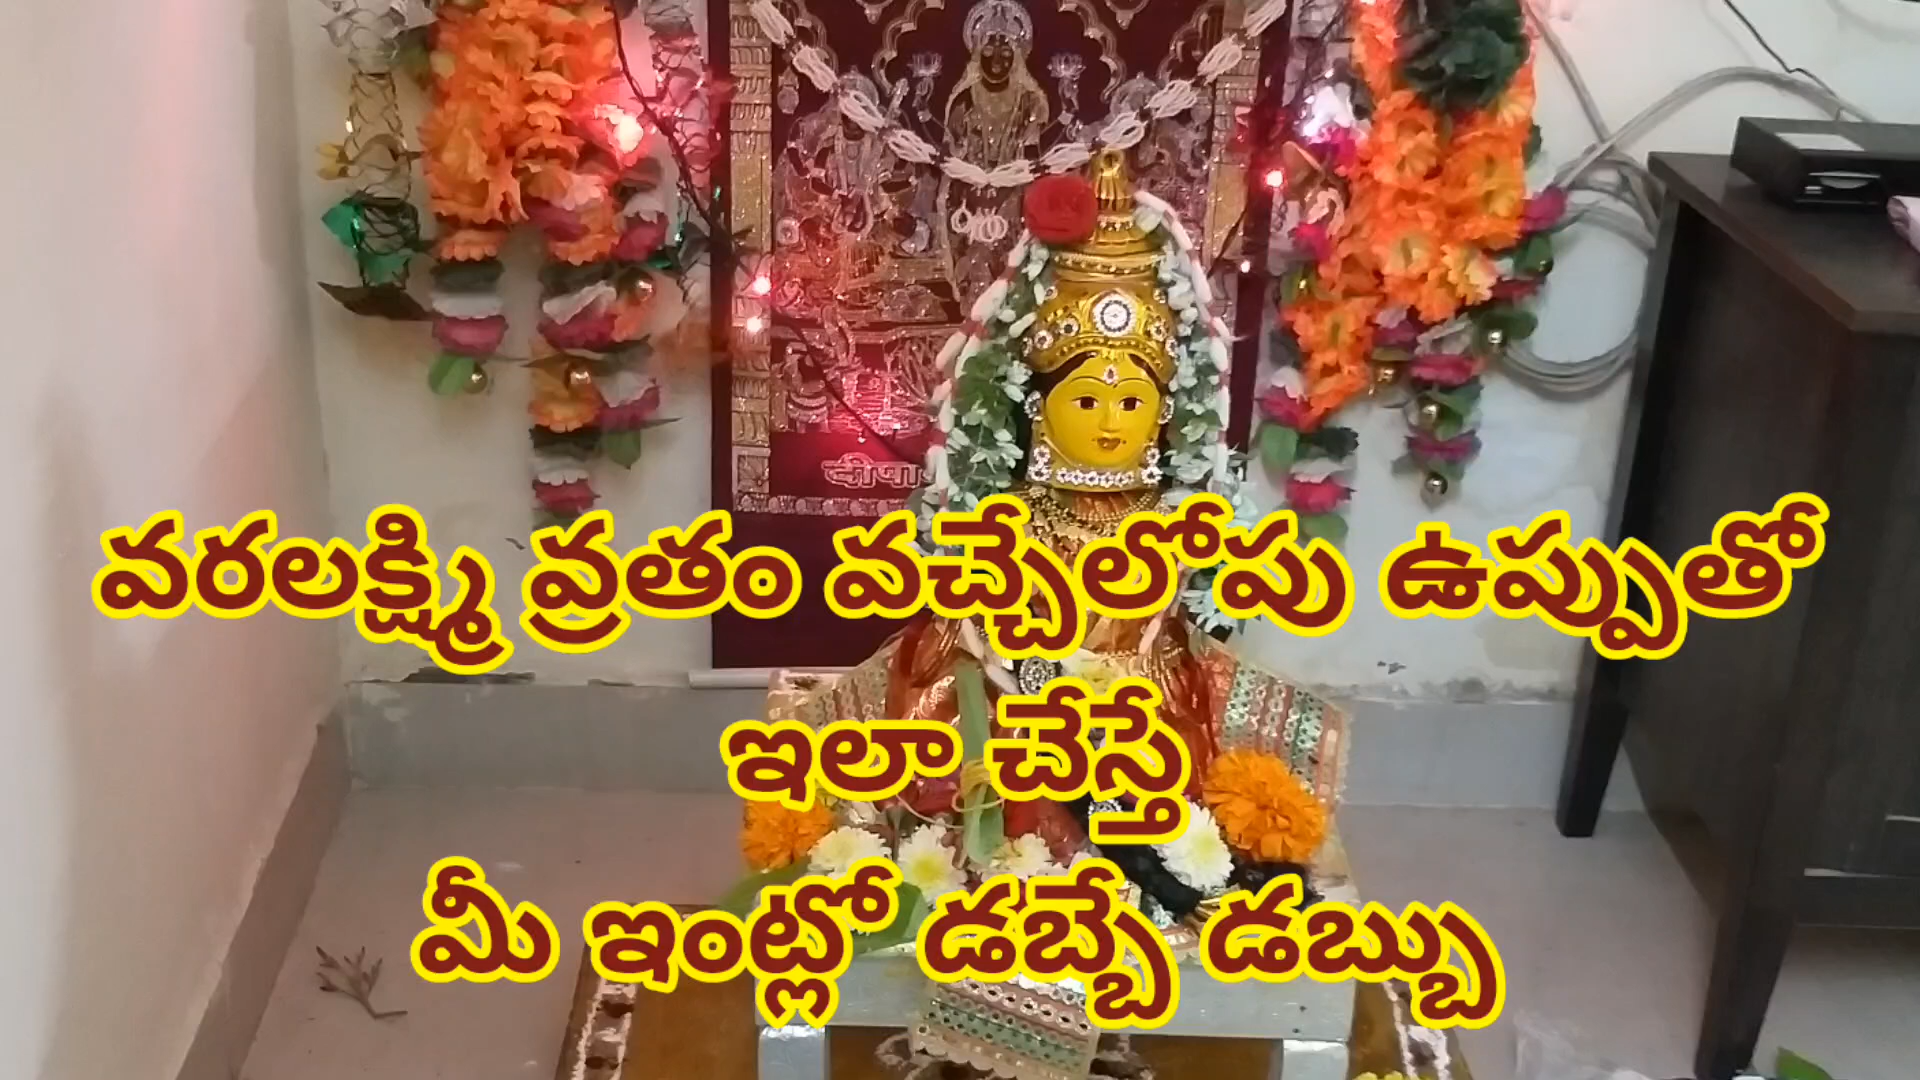 दीपा
వరలక్ష్మి వ్రతం వచ్చేలోపు ఉప్పుతో
ఇలా చేస్తే
మీ ఇంట్లో డబ్బే డబ్బు